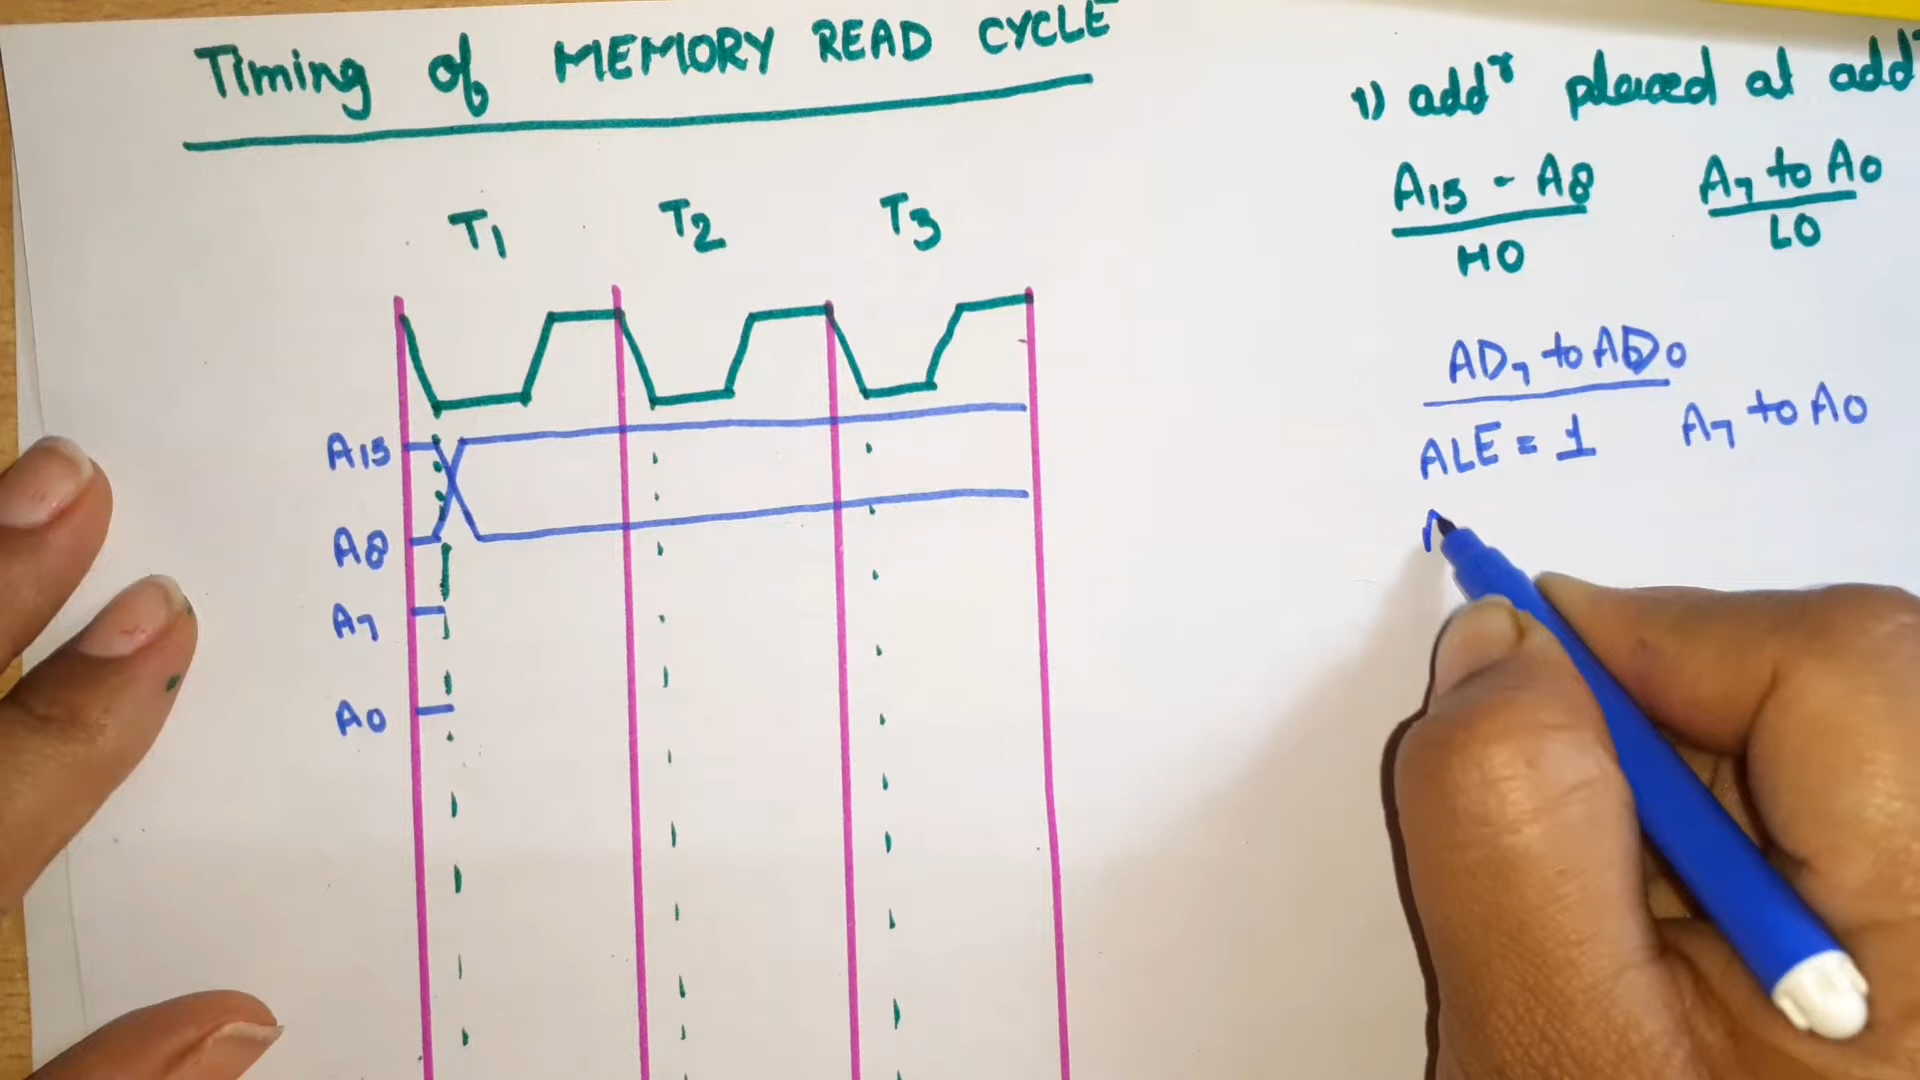 Timing of MEMORY READ CYCLE
T1 T2 T3
A15
A8
A7
A0
1) addr placed at addr
A15 - A8 A7 to A0
HO LO
AD7 to AD0
ALE = 1 A7 to A0